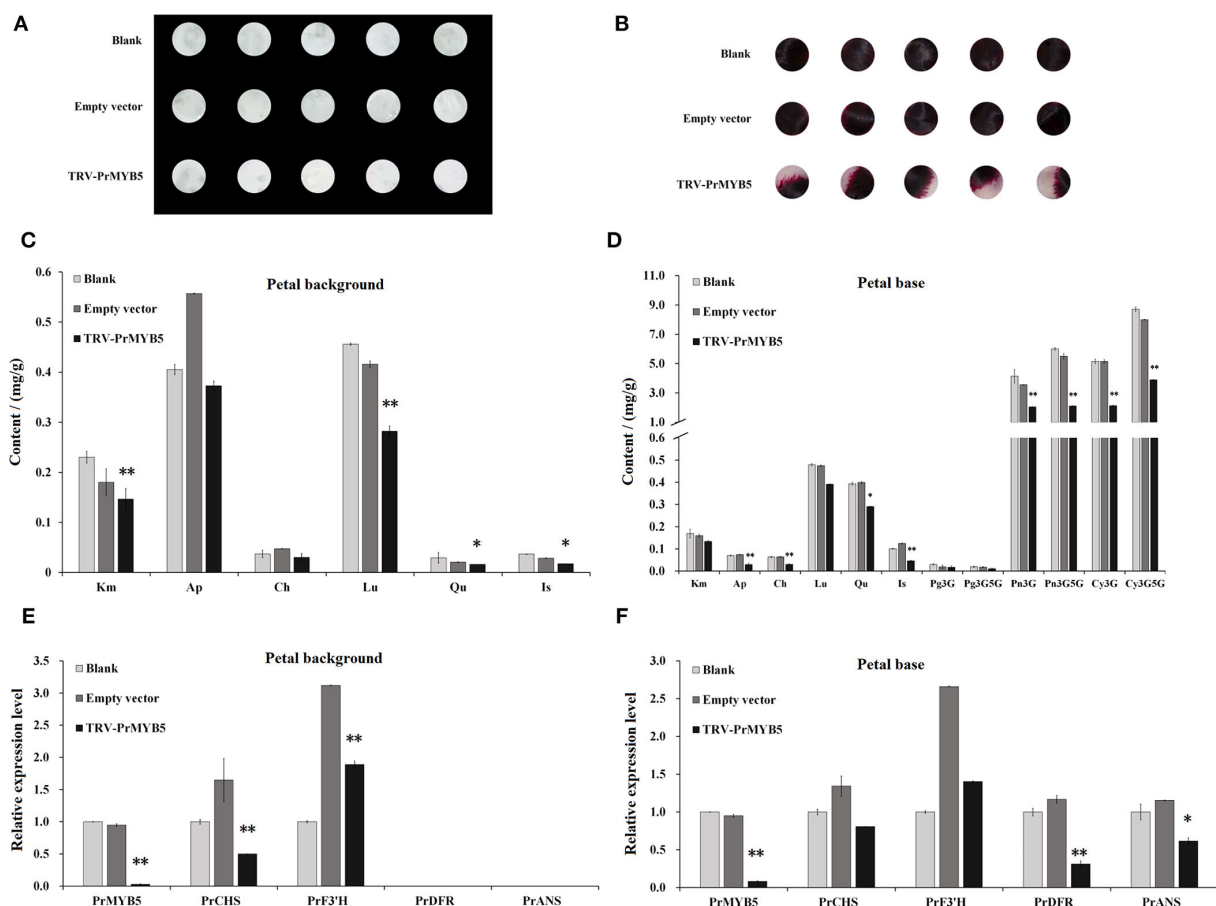 A
Blank
Empty vector
TRV-PrMYB5
B
Blank
Empty vector
TRV-PrMYB5
C
Petal background
Blank
Empty vector
TRV-PrMYB5
Content / (mg/g)
0.6
0.5
0.4
0.3
0.2
0.1
0
**
**
*
*
Km Ap Ch Lu Qu Is
D
Petal base
Blank
Empty vector
TRV-PrMYB5
Content / (mg/g)
11.0
9.0
7.0
5.0
3.0
1.0
0.6
0.5
0.4
0.3
0.2
0.1
0.0
** ** * ** ** ** ** **
Km Ap Ch Lu Qu Is Pg3G Pg3G5G Pn3G Pn3G5G Cy3G Cy3G5G
E
Petal background
Blank
Empty vector
TRV-PrMYB5
Relative expression level
3.5
3.0
2.5
2.0
1.5
1.0
0.5
0.0
** ** **
PrMYB5 PrCHS PrF3'H PrDFR PrANS
F
Petal base
Blank
Empty vector
TRV-PrMYB5
Relative expression level
3.0
2.5
2.0
1.5
1.0
0.5
0.0
** ** *
PrMYB5 PrCHS PrF3'H PrDFR PrANS